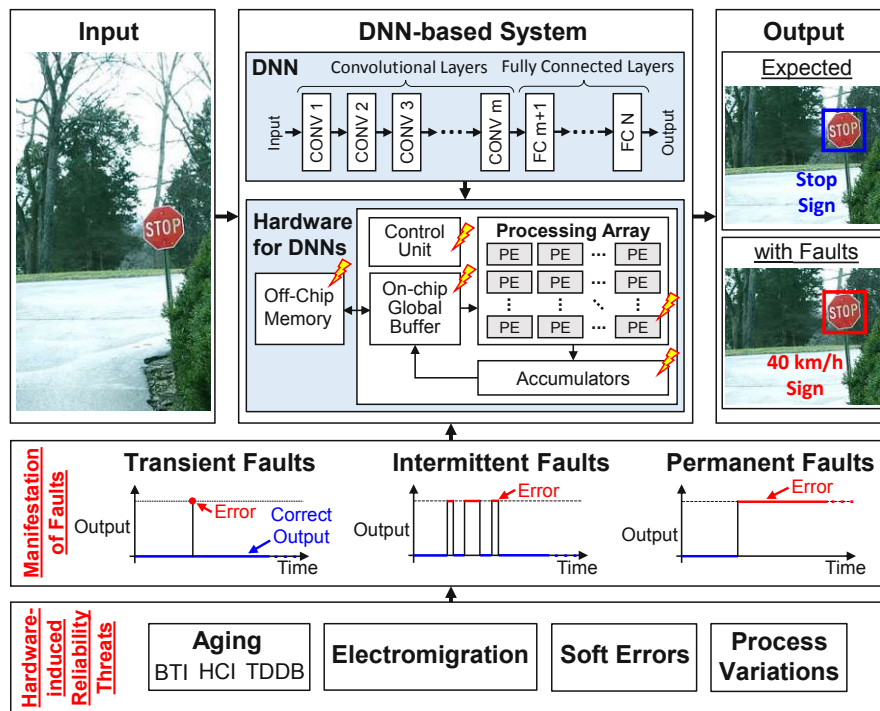 Input
STOP
DNN-based System
DNN
Convolutional Layers
Fully Connected Layers
Input
CONV 1
CONV 2
CONV 3
CONV m
FC m+1
FC N
Output
Hardware
for DNNs
Off-Chip
Memory
Control
Unit
On-chip
Global
Buffer
Processing Array
PE PE ... PE
PE PE ... PE
PE PE ... PE
Accumulators
Output
Expected
STOP
Stop
Sign
with Faults
STOP
40 km/h
Sign
Manifestation
of Faults
Transient Faults
Output
Error
Correct
Output
Time
Intermittent Faults
Output
Error
Time
Permanent Faults
Output
Error
Time
Hardware-
induced
Reliability
Threats
Aging
BTI HCI TDDB
Electromigration
Soft Errors
Process
Variations